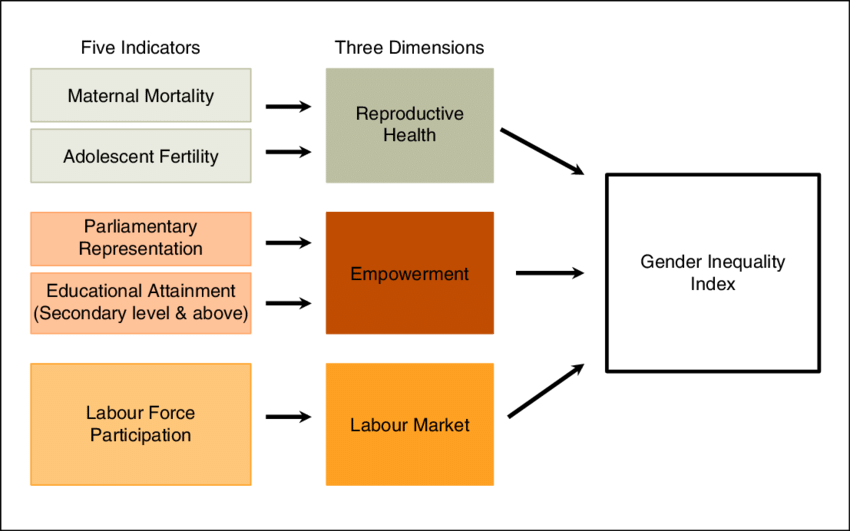 Five Indicators
Three Dimensions
Maternal Mortality
Adolescent Fertility
Reproductive
Health
Parliamentary
Representation
Educational Attainment
(Secondary level & above)
Empowerment
Labour Force
Participation
Labour Market
Gender Inequality
Index